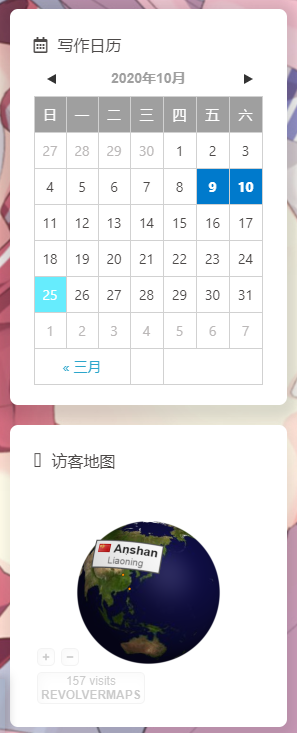 写作日历
◀ 2020年10月 ▶
日 一 二 三 四 五 六
27 28 29 30 1 2 3
4 5 6 7 8 9 10
11 12 13 14 15 16 17
18 19 20 21 22 23 24
25 26 27 28 29 30 31
1 2 3 4 5 6 7
« 三月
访客地图
Anshan
Liaoning
+ −
157 visits
REVOLVERMAPS